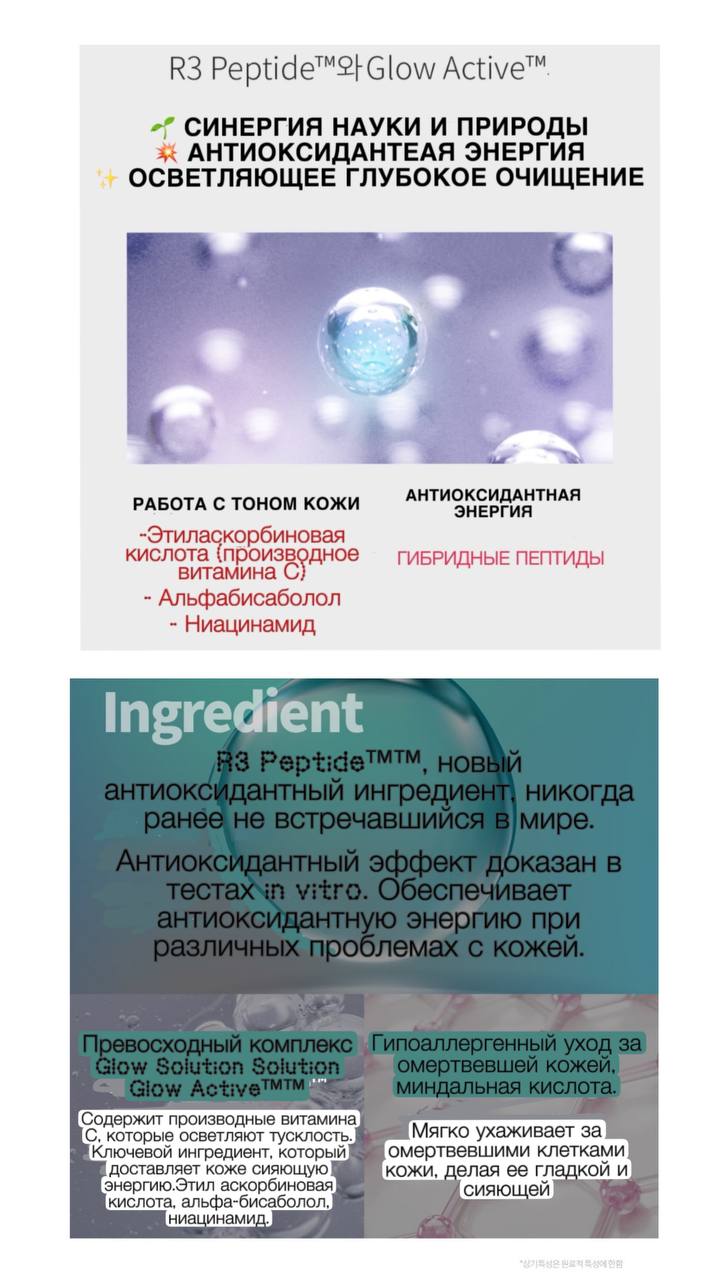 R3 Peptide™와 Glow Active™.
🌱 СИНЕРГИЯ НАУКИ И ПРИРОДЫ
💥 АНТИОКСИДАНТЕАЯ ЭНЕРГИЯ
✨ ОСВЕТЛЯЮЩЕЕ ГЛУБОКОЕ ОЧИЩЕНИЕ
РАБОТА С ТОНОМ КОЖИ
-Этиласкорбиновая
кислота (производное
витамина С)
- Альфабисаболол
- Ниацинамид
АНТИОКСИДАНТНАЯ
ЭНЕРГИЯ
ГИБРИДНЫЕ ПЕПТИДЫ
Ingredient
R3 Peptide™™, новый
антиоксидантный ингредиент, никогда
ранее не встречавшийся в мире.
Антиоксидантный эффект доказан в
тестах in vitro. Обеспечивает
антиоксидантную энергию при
различных проблемах с кожей.
Превосходный комплекс
Glow Solution Solution
Glow Active™™
Содержит производные витамина
С, которые осветляют тусклость.
Ключевой ингредиент, который
доставляет коже сияющую
энергию.Этил аскорбиновая
кислота, альфа-бисаболол,
ниацинамид.
Гипоаллергенный уход за
омертвевшей кожей,
миндальная кислота.
Мягко ухаживает за
омертвевшими клетками
кожи, делая ее гладкой и
сияющей
*상기 특성은 원료적 특성에 한함